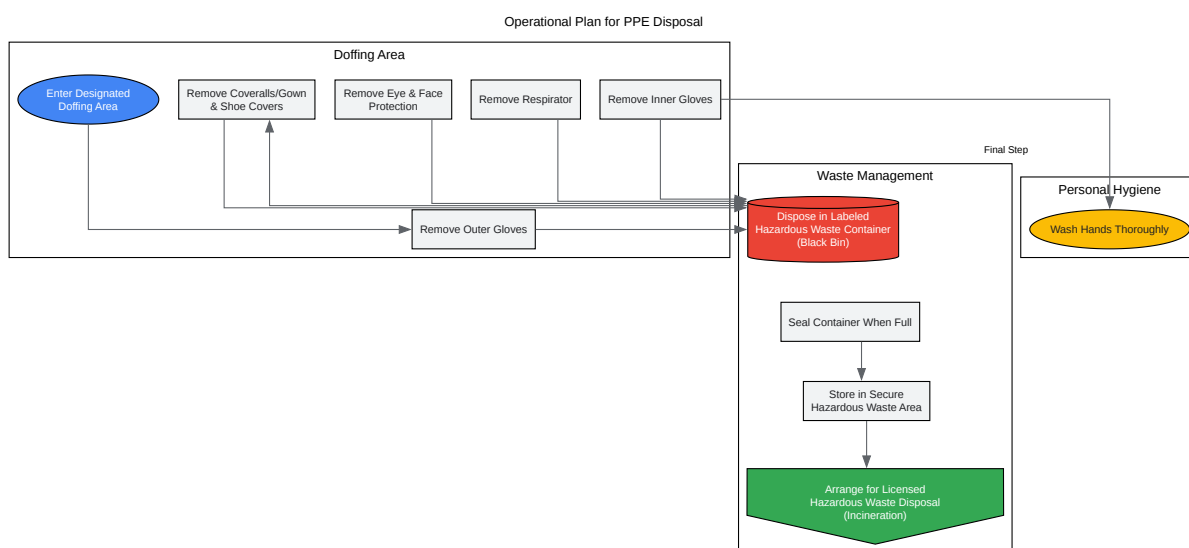 Operational Plan for PPE Disposal
Doffing Area
Enter Designated
Doffing Area
Remove Coveralls/Gown
& Shoe Covers
Remove Eye & Face
Protection
Remove Respirator
Remove Inner Gloves
Remove Outer Gloves
Final Step
Waste Management
Dispose in Labeled
Hazardous Waste Container
(Black Bin)
Seal Container When Full
Store in Secure
Hazardous Waste Area
Arrange for Licensed
Hazardous Waste Disposal
(Incineration)
Personal Hygiene
Wash Hands Thoroughly